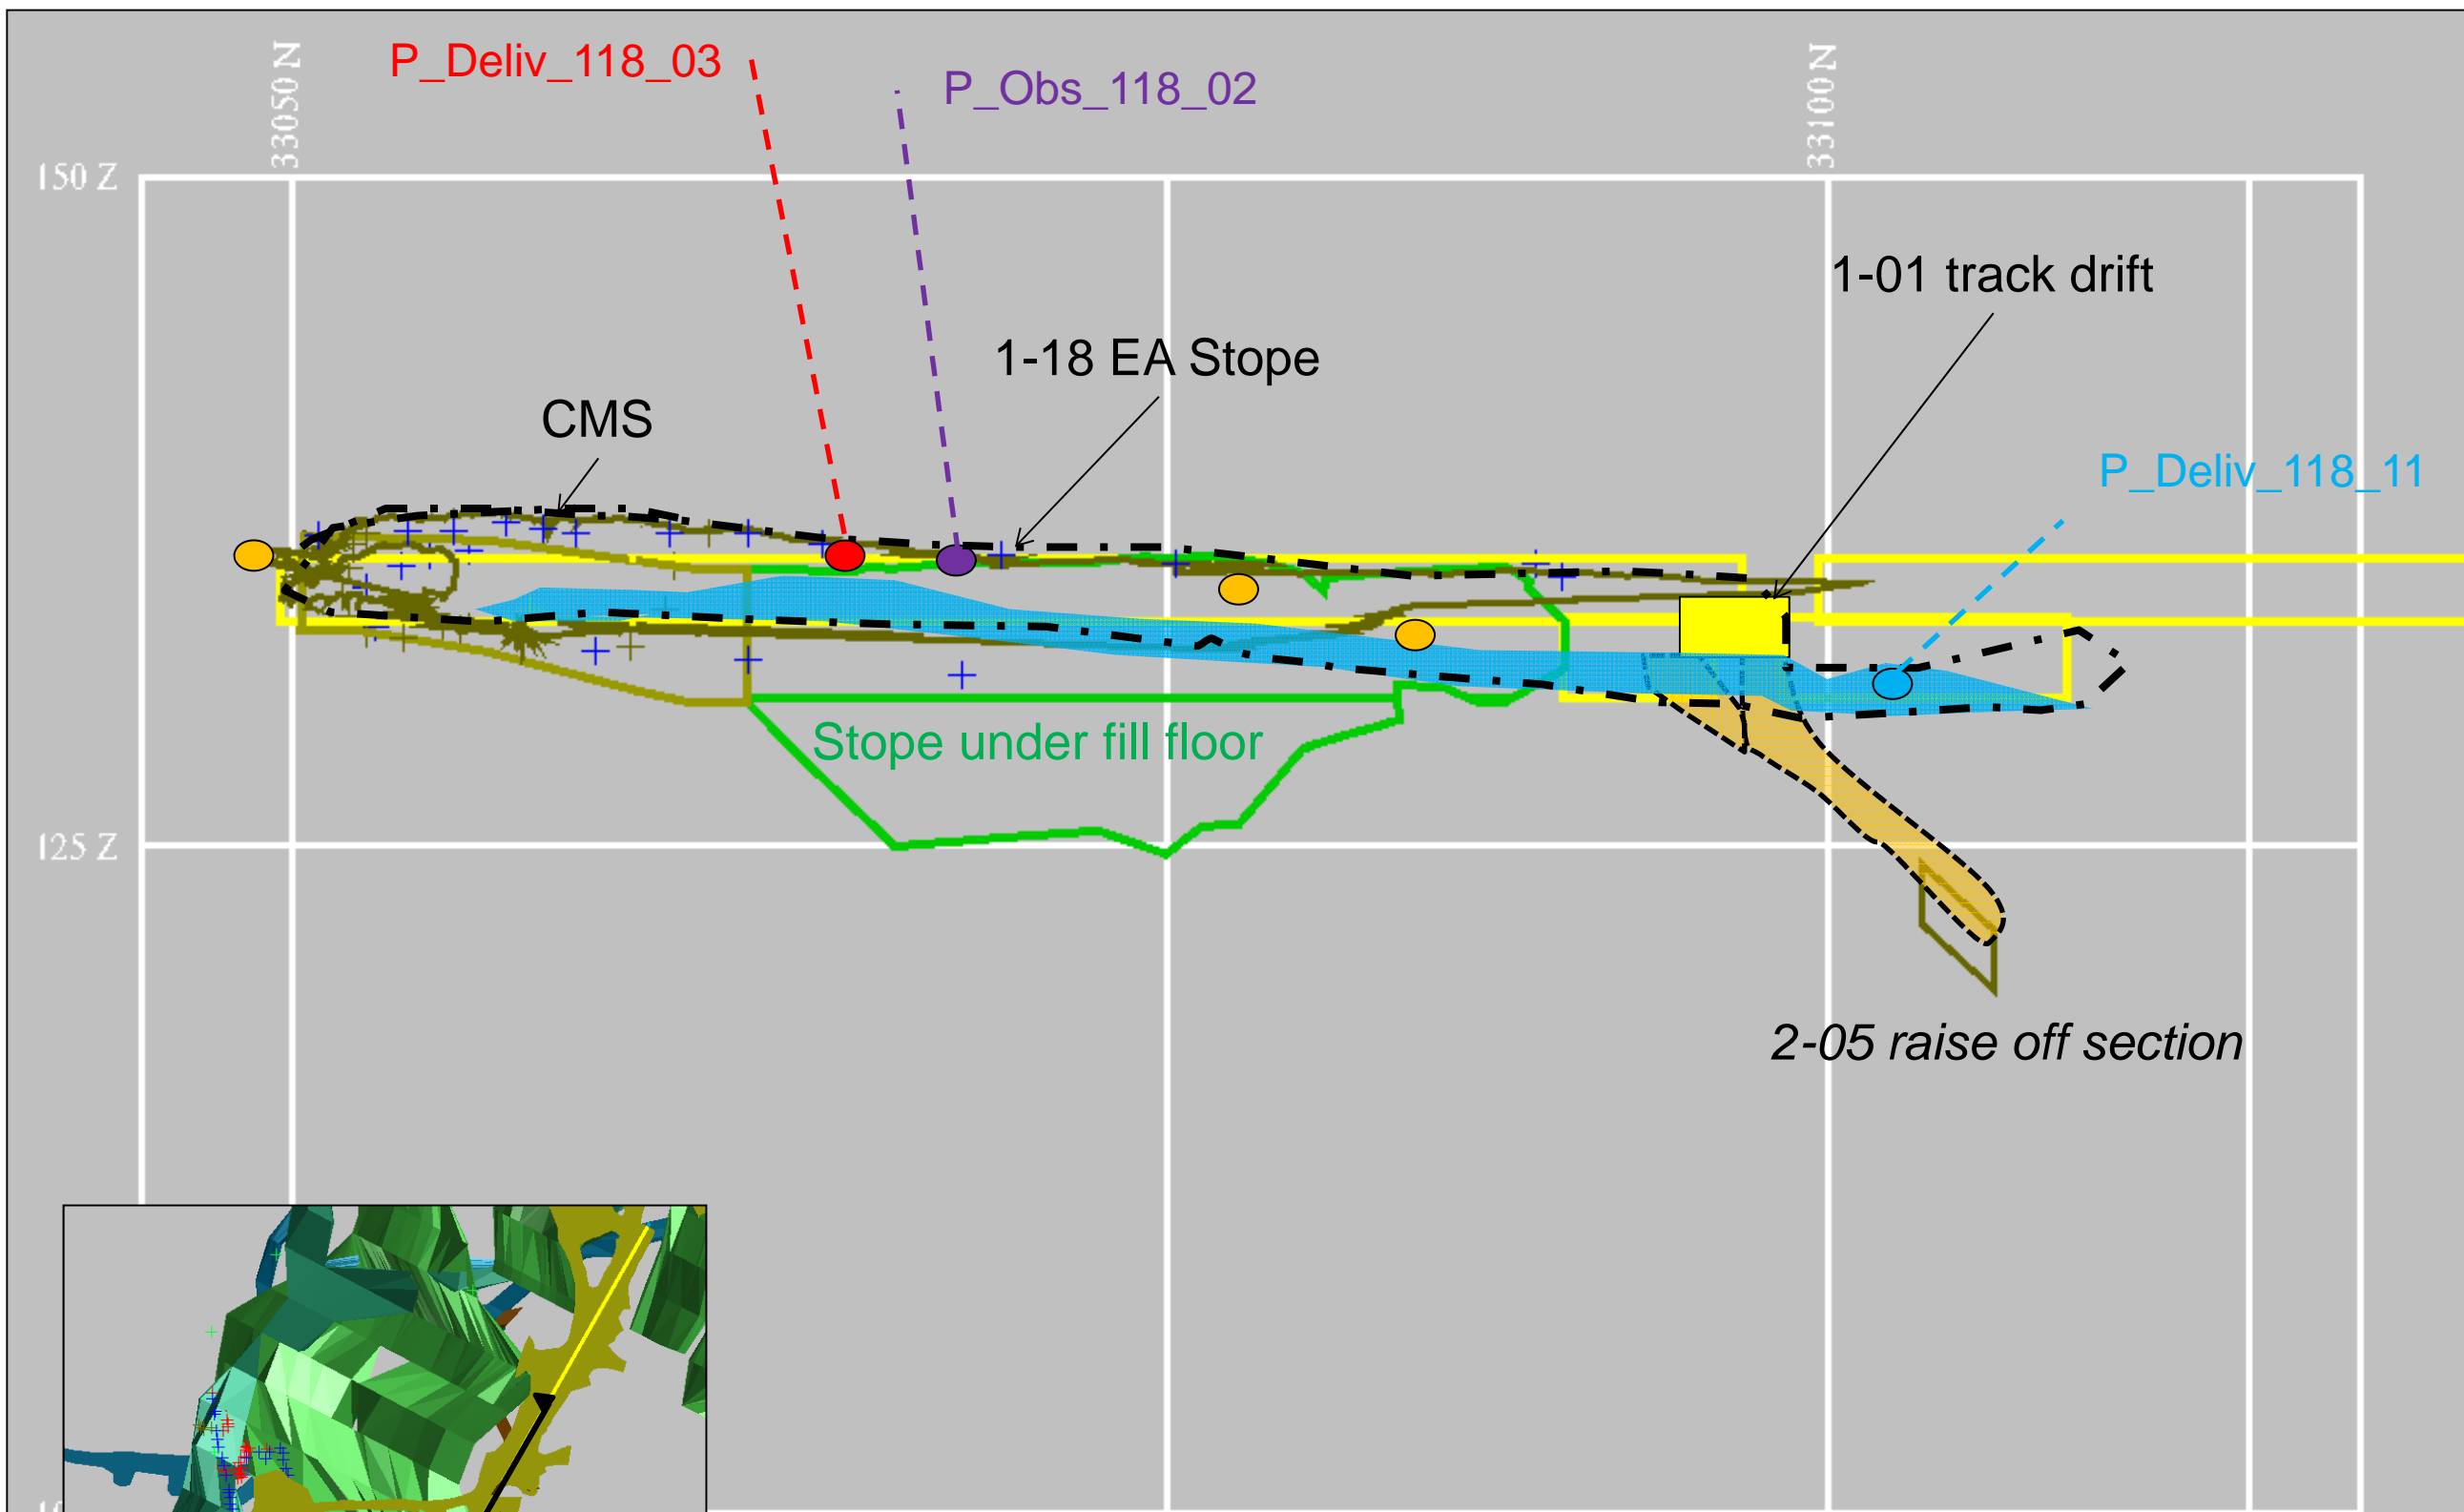 33050 N
P_Deliv_118_03
P_Obs_118_02
33100 N
150 Z
1-01 track drift
1-18 EA Stope
CMS
P_Deliv_118_11
Stope under fill floor
125 Z
2-05 raise off section